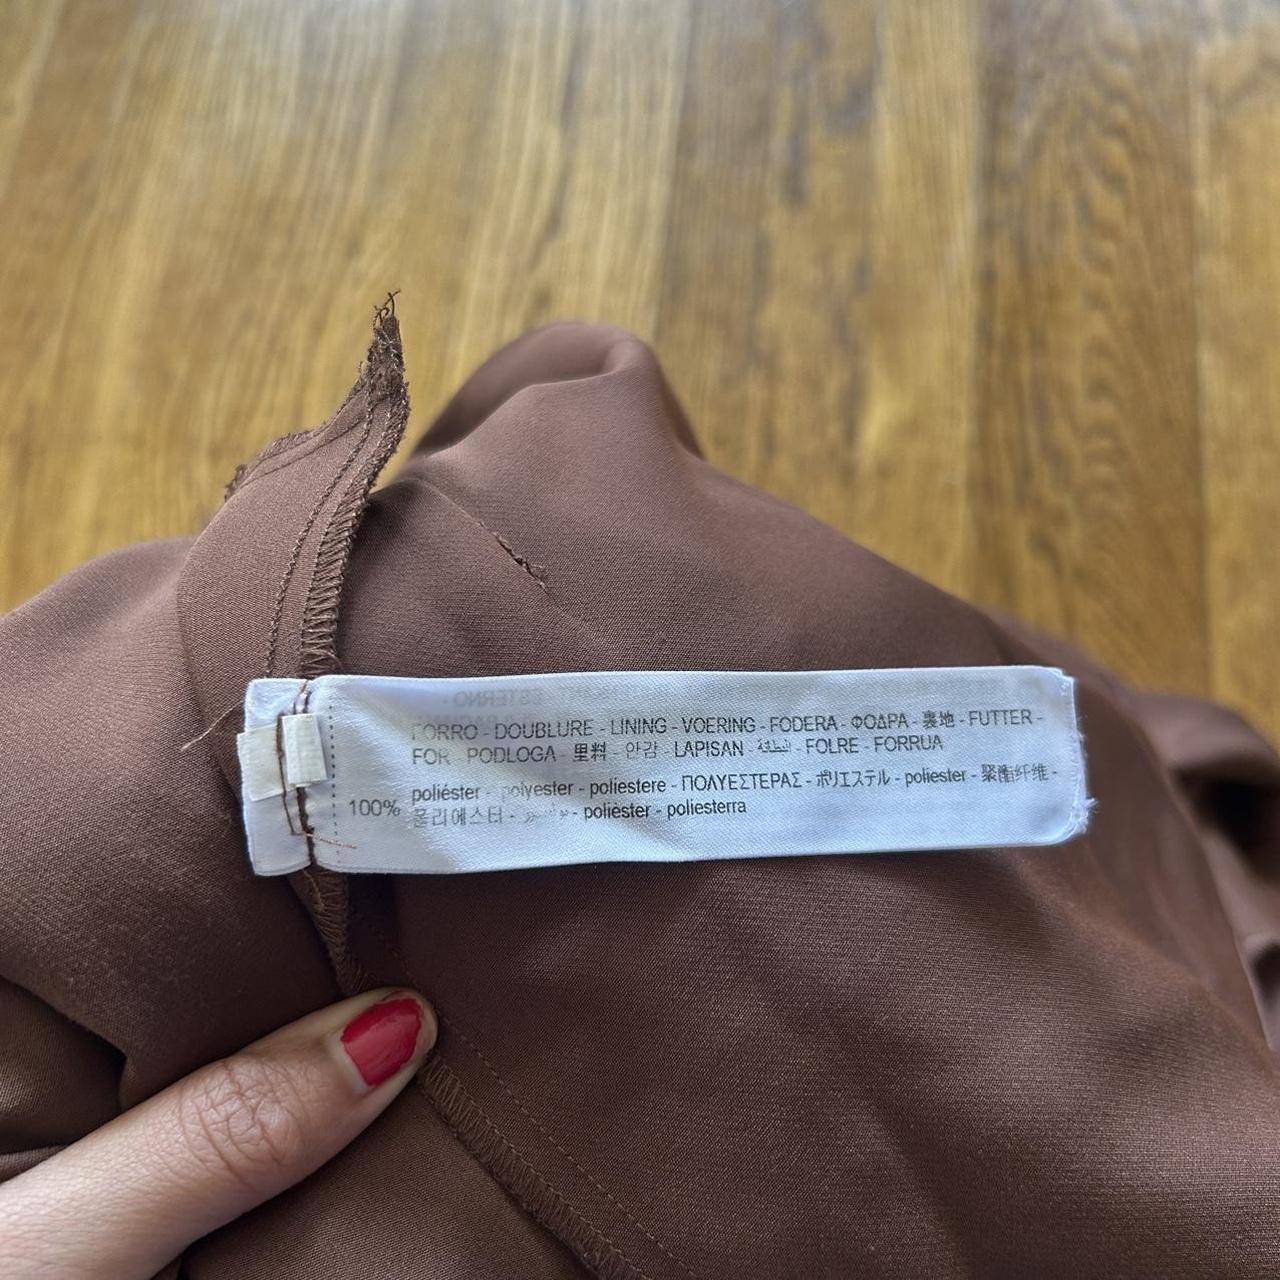 FORRO - DOUBLURE - LINING - VOERING - FODERA - ΦΟΔΡΑ - 裏地 - FUTTER -
FOR PODLOGA - 里料 - 안감 - LAPISAN - - FOLRE - FORRUA
100% poliéster - polyester - poliestere - ΠΟΛΥΕΣΤΕΡΑΣ - ポリエステル - poliester - 聚酯纤维 -
폴리에스터 - - polièster - poliesterra